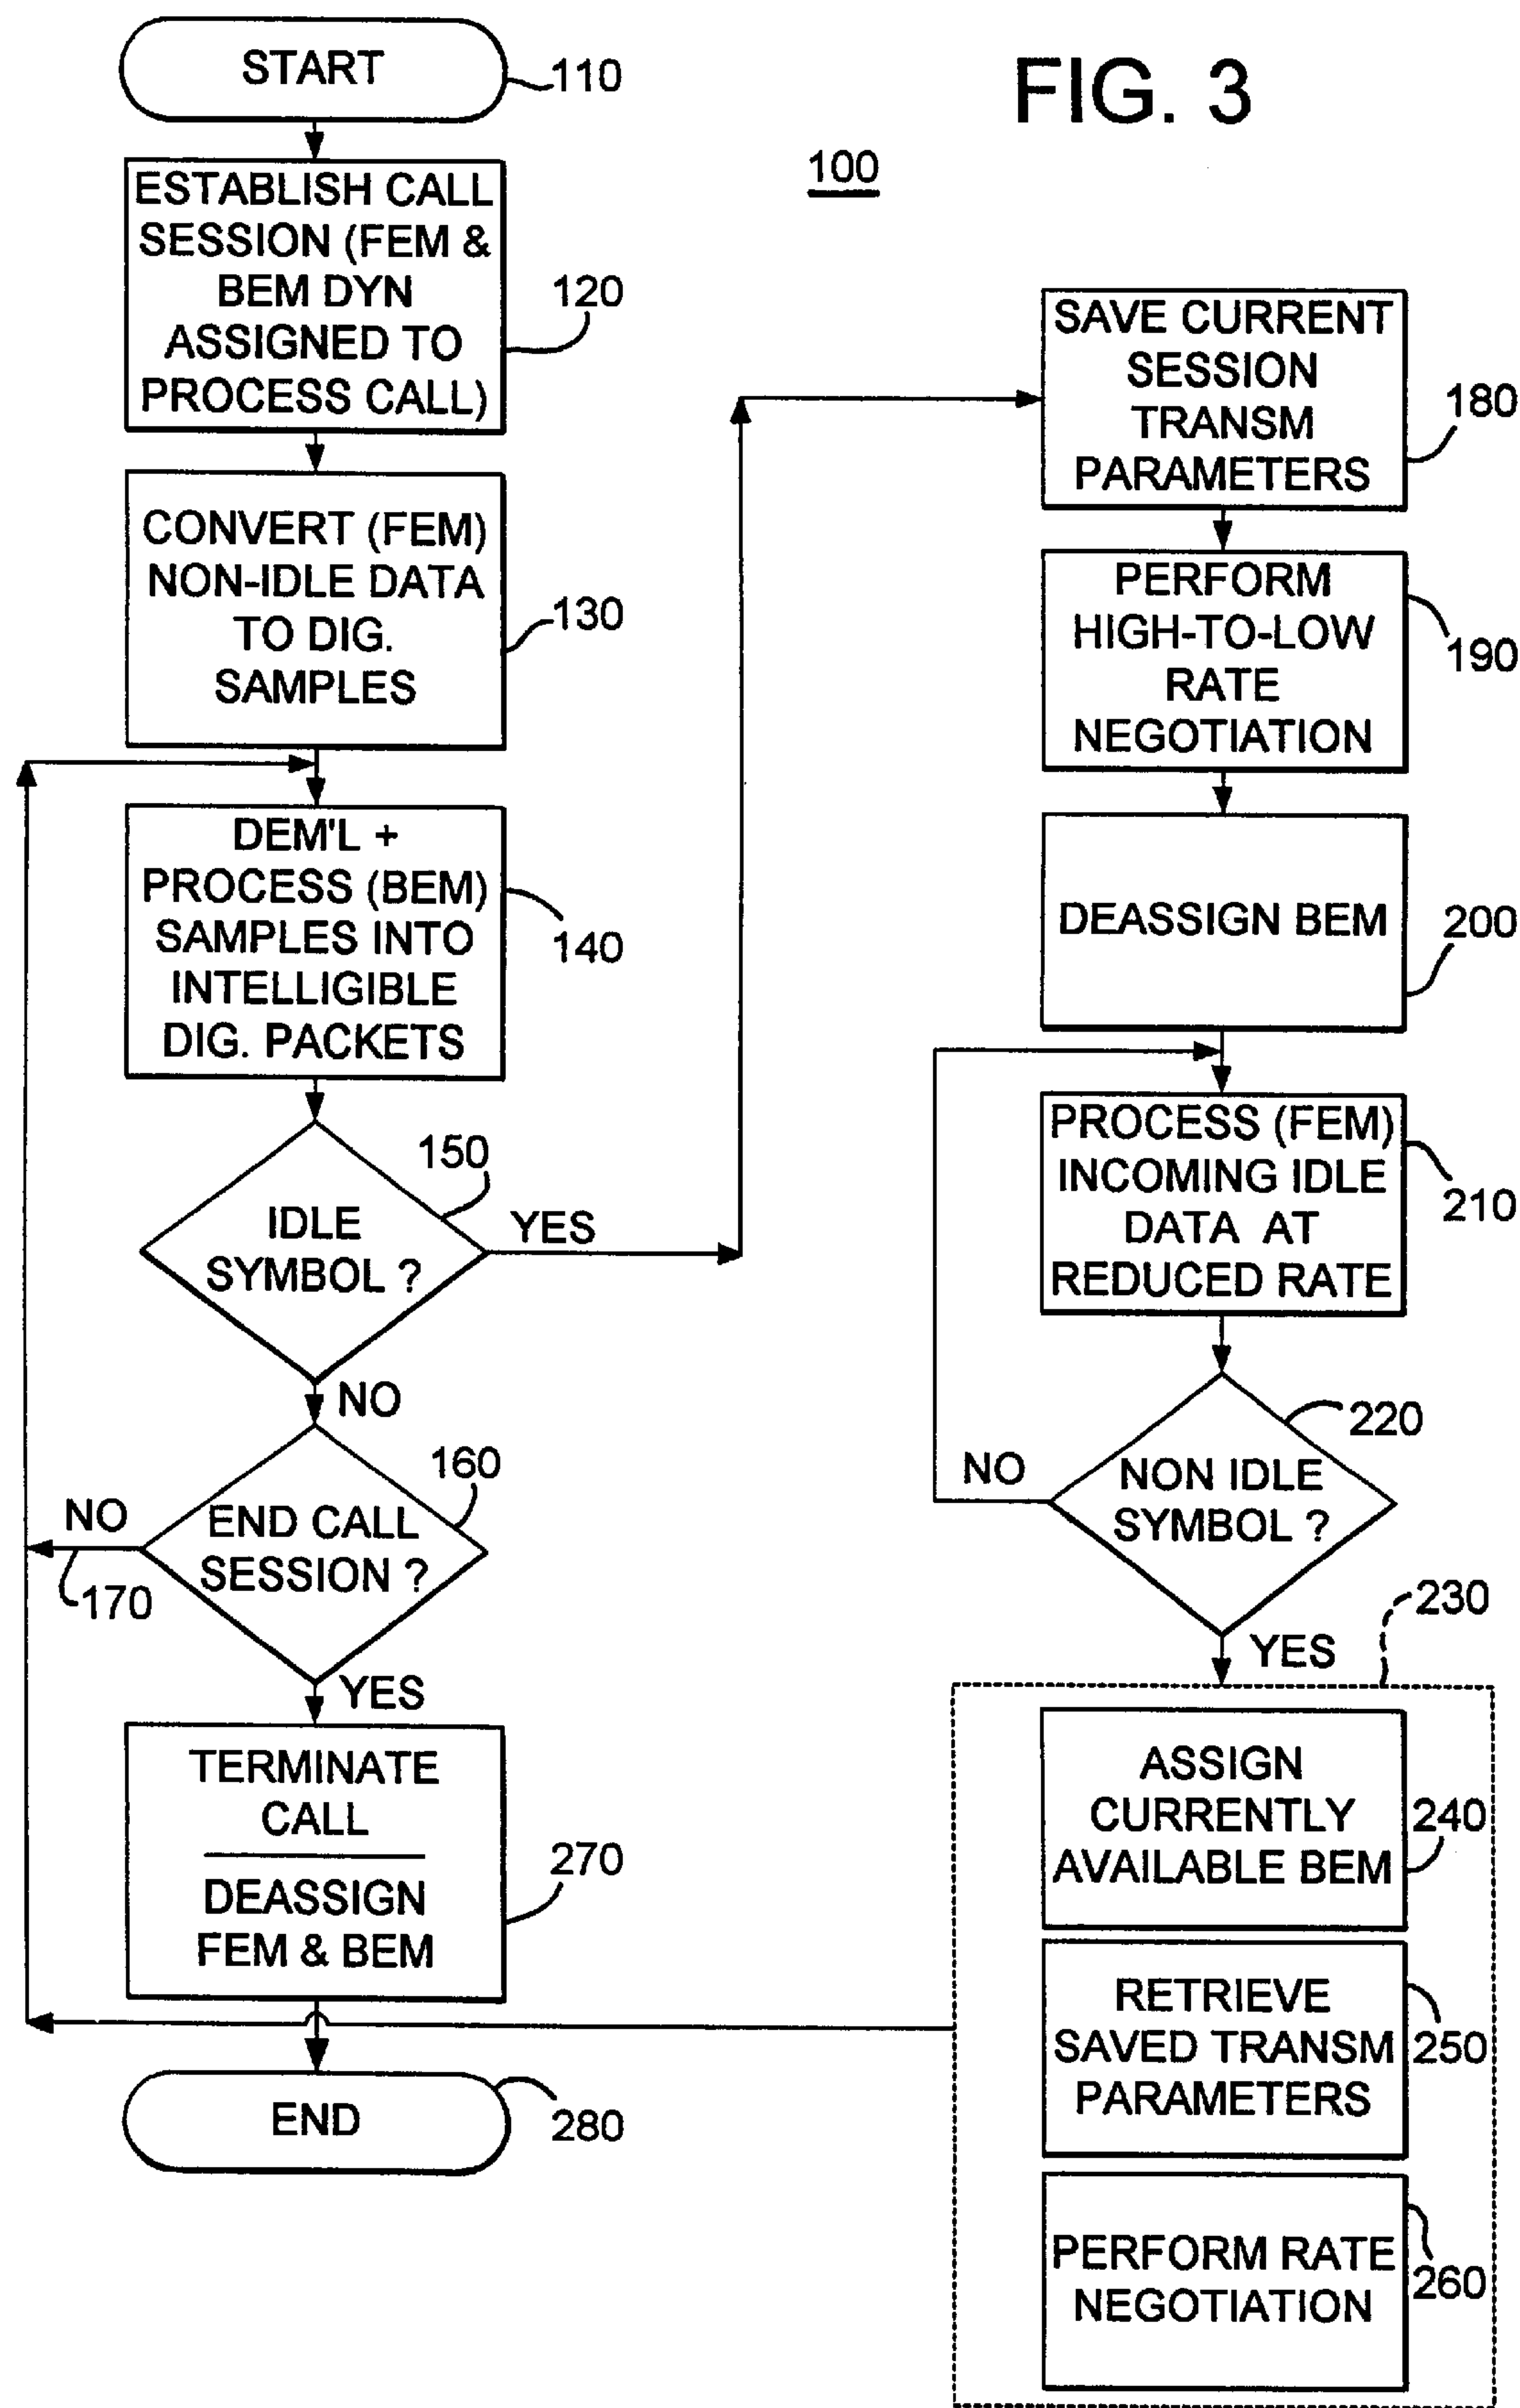 FIG. 3
100
START
110
ESTABLISH CALL
SESSION (FEM &
BEM DYN
ASSIGNED TO
PROCESS CALL)
120
CONVERT (FEM)
NON-IDLE DATA
TO DIG.
SAMPLES
130
DEM'L +
PROCESS (BEM)
SAMPLES INTO
INTELLIGIBLE
DIG. PACKETS
140
IDLE
SYMBOL ?
150
YES
NO
END CALL
SESSION ?
160
NO
170
YES
TERMINATE
CALL
DEASSIGN
FEM & BEM
270
END
280
SAVE CURRENT
SESSION
TRANSM
PARAMETERS
180
PERFORM
HIGH-TO-LOW
RATE
NEGOTIATION
190
DEASSIGN BEM
200
PROCESS (FEM)
INCOMING IDLE
DATA AT
REDUCED RATE
210
NON IDLE
SYMBOL ?
220
NO
YES
230
ASSIGN
CURRENTLY
AVAILABLE BEM
240
RETRIEVE
SAVED TRANSM
PARAMETERS
250
PERFORM RATE
NEGOTIATION
260